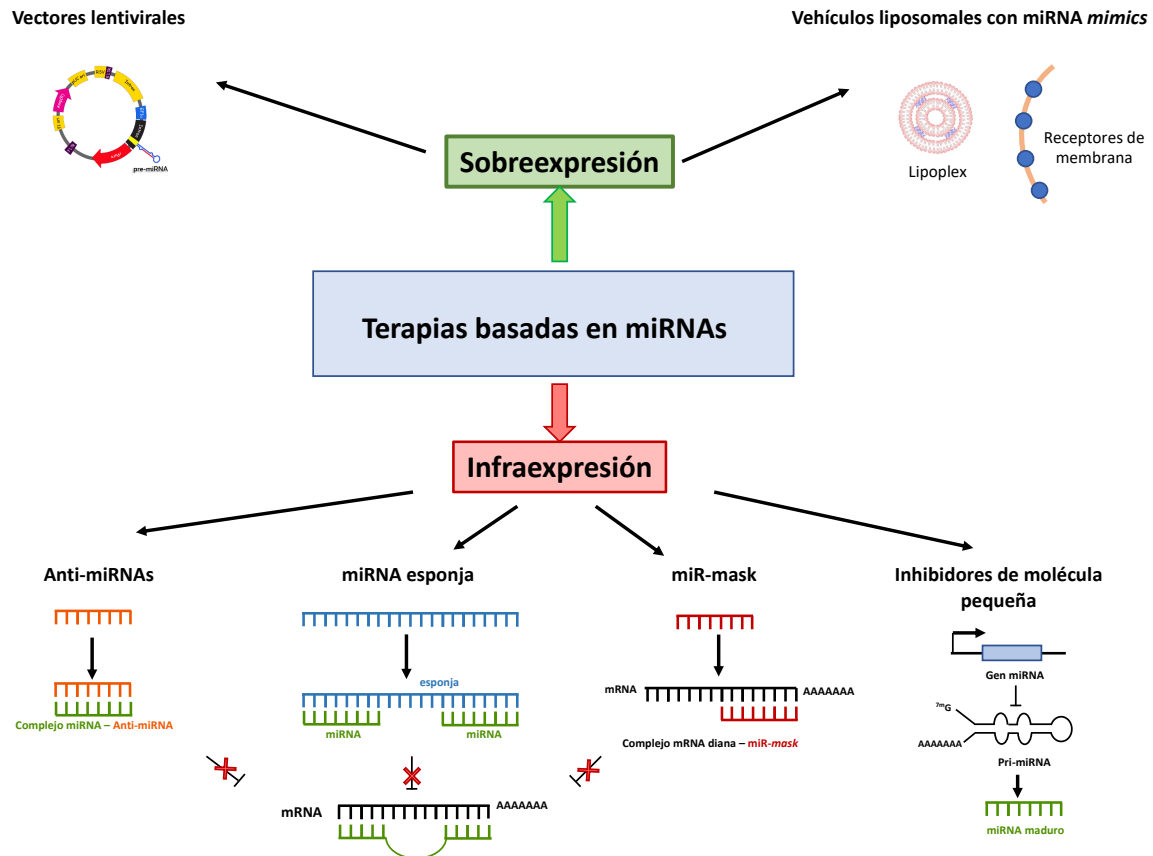 Vectores lentivirales
Vehículos liposomales con miRNA mimics
pre-miRNA
Lipoplex
Receptores de
membrana
Sobreexpresión
Terapias basadas en miRNAs
Infraexpresión
Anti-miRNAs
miRNA esponja
miR-mask
Inhibidores de molécula
pequeña
esponja
mRNA
AAAAAAA
Gen miRNA
Complejo miRNA – Anti-miRNA
miRNA
miRNA
Complejo mRNA diana – miR-mask
7mG
AAAAAAA
Pri-miRNA
mRNA
AAAAAAA
miRNA maduro